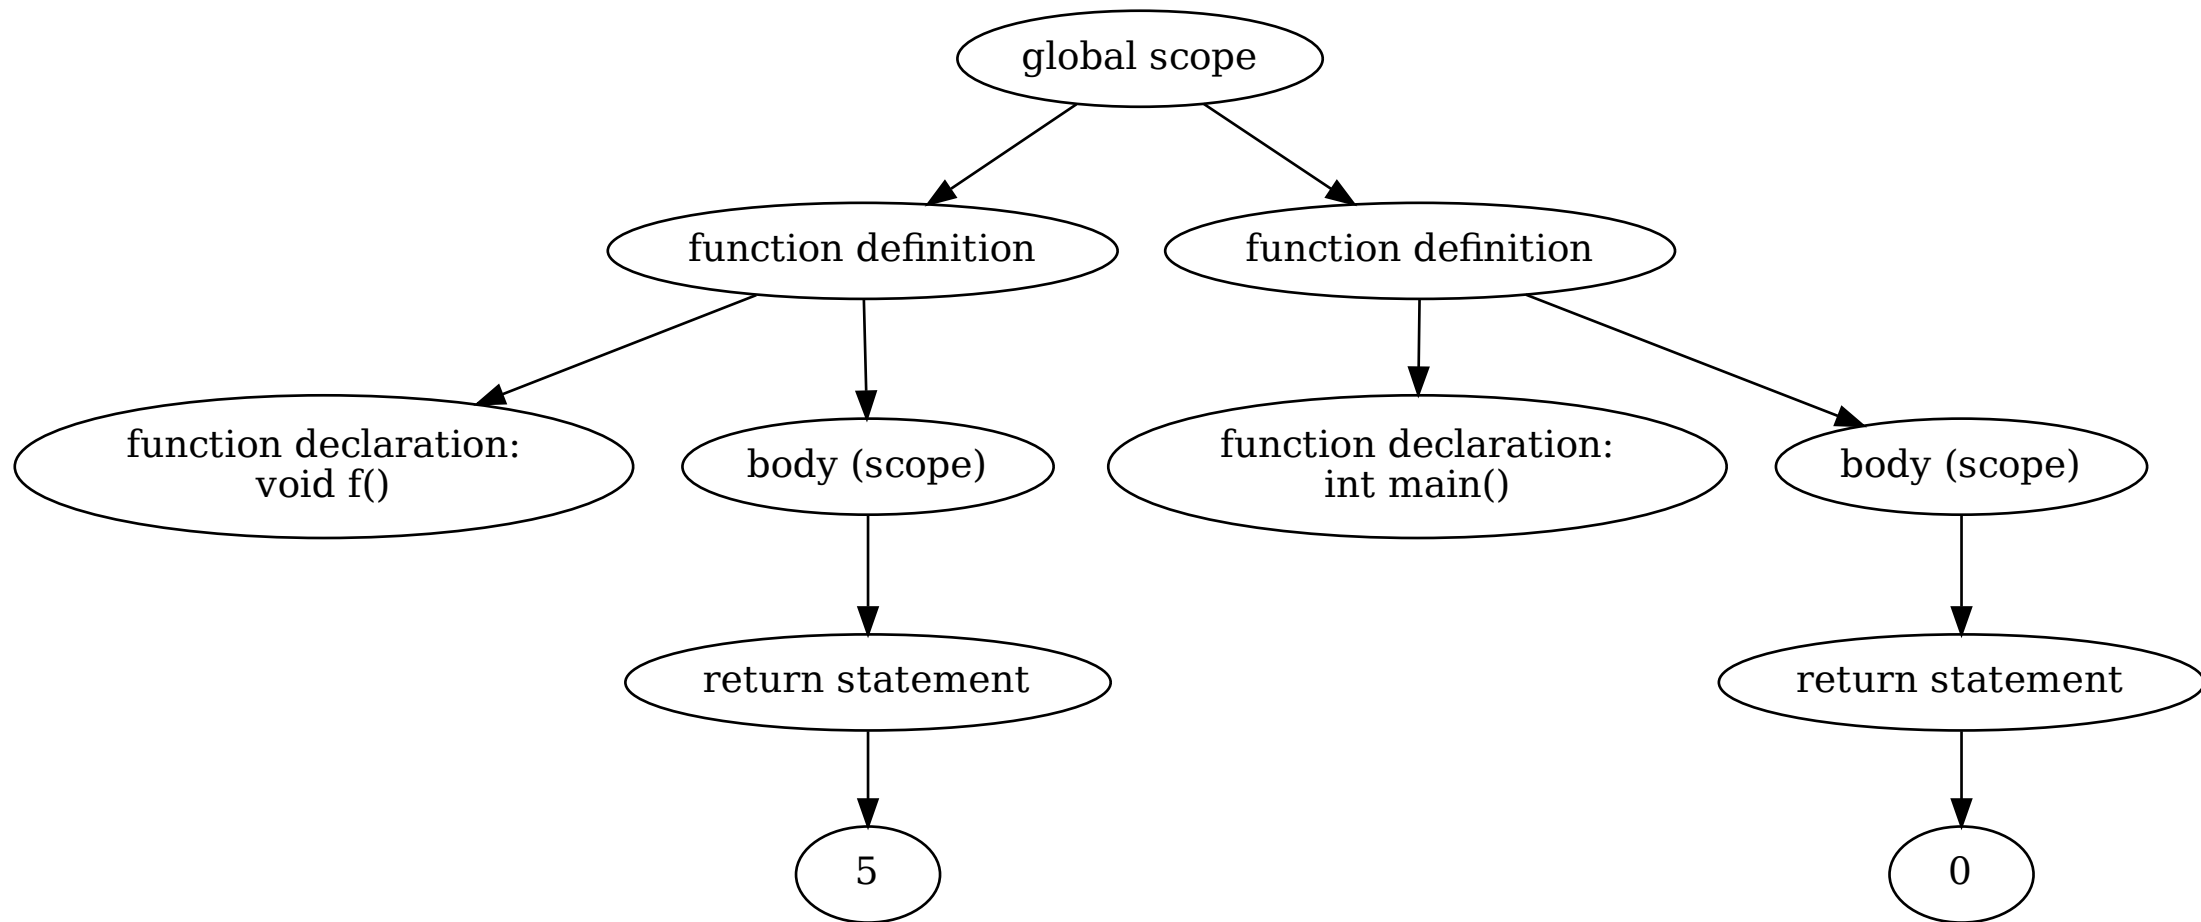 global scope
function definition
function definition
function declaration:
void f()
body (scope)
function declaration:
int main()
body (scope)
return statement
return statement
5
0